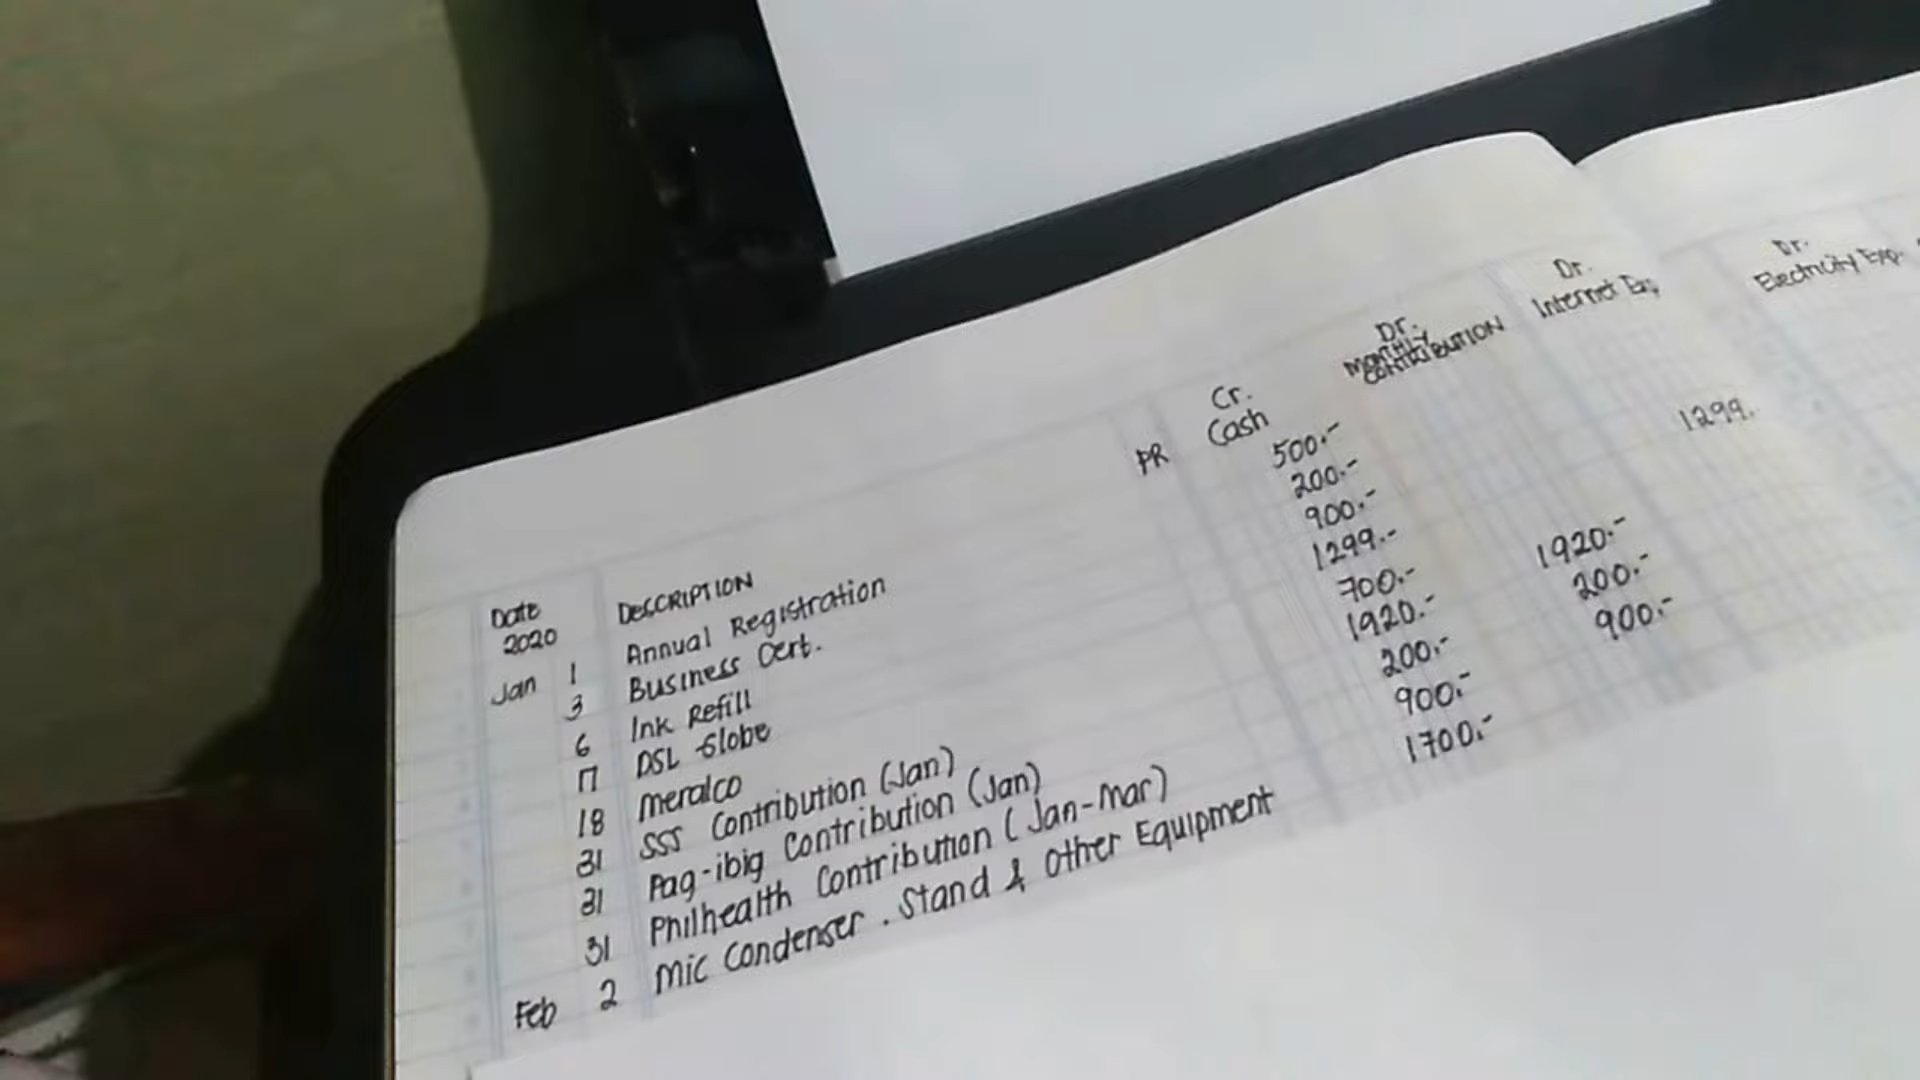 Date DESCRIPTION PR Cr. Cash Dr. MONTHLY CONTRIBUTION Dr. Internet Exp. Dr. Electricity Exp.
2020
Jan 1 Annual Registration 500.-
3 Business Cert. 200.-
6 Ink Refill 900.-
17 DSL Globe 1299.- 1299.
18 meralco 700.-
31 SSS Contribution (Jan) 1920.- 1920.-
31 Pag-ibig Contribution (Jan) 200.- 200.-
31 Philhealth Contribution (Jan-Mar) 900.- 900.-
Feb 2 Mic Condenser. Stand & Other Equipment 1700.-